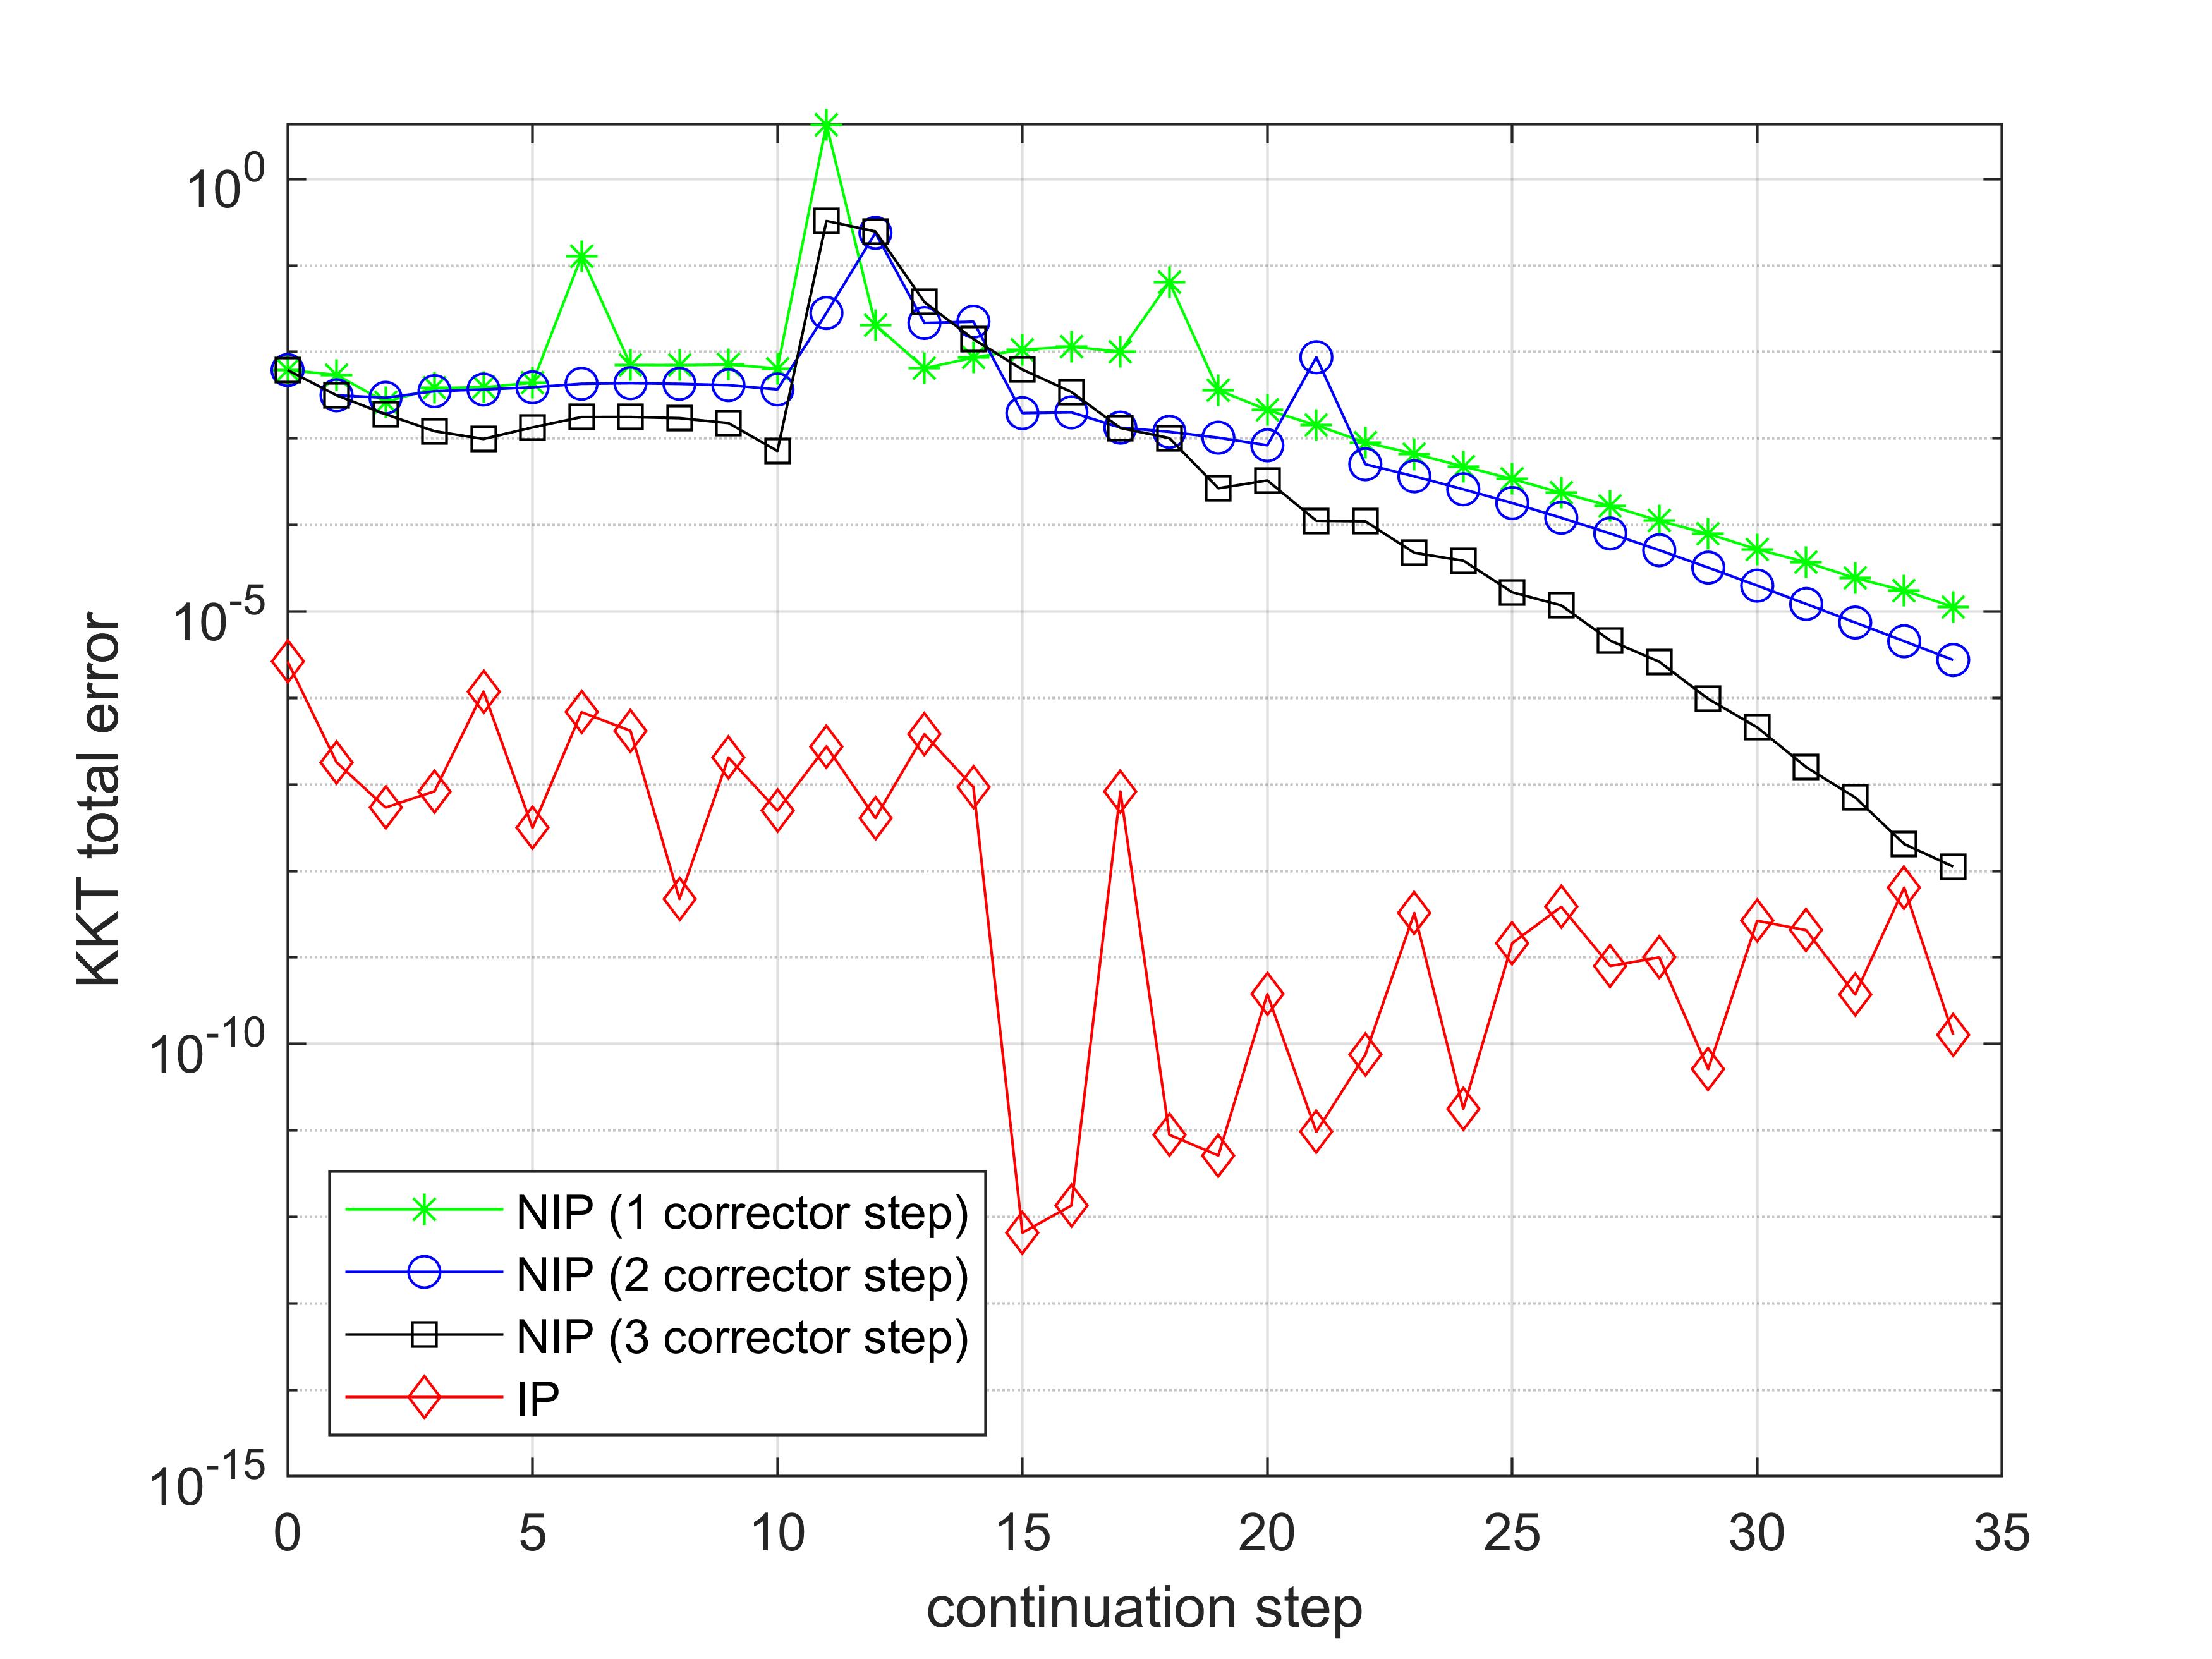 KKT total error
10^0
10^-5
10^-10
10^-15
NIP (1 corrector step)
NIP (2 corrector step)
NIP (3 corrector step)
IP
0 5 10 15 20 25 30 35
continuation step